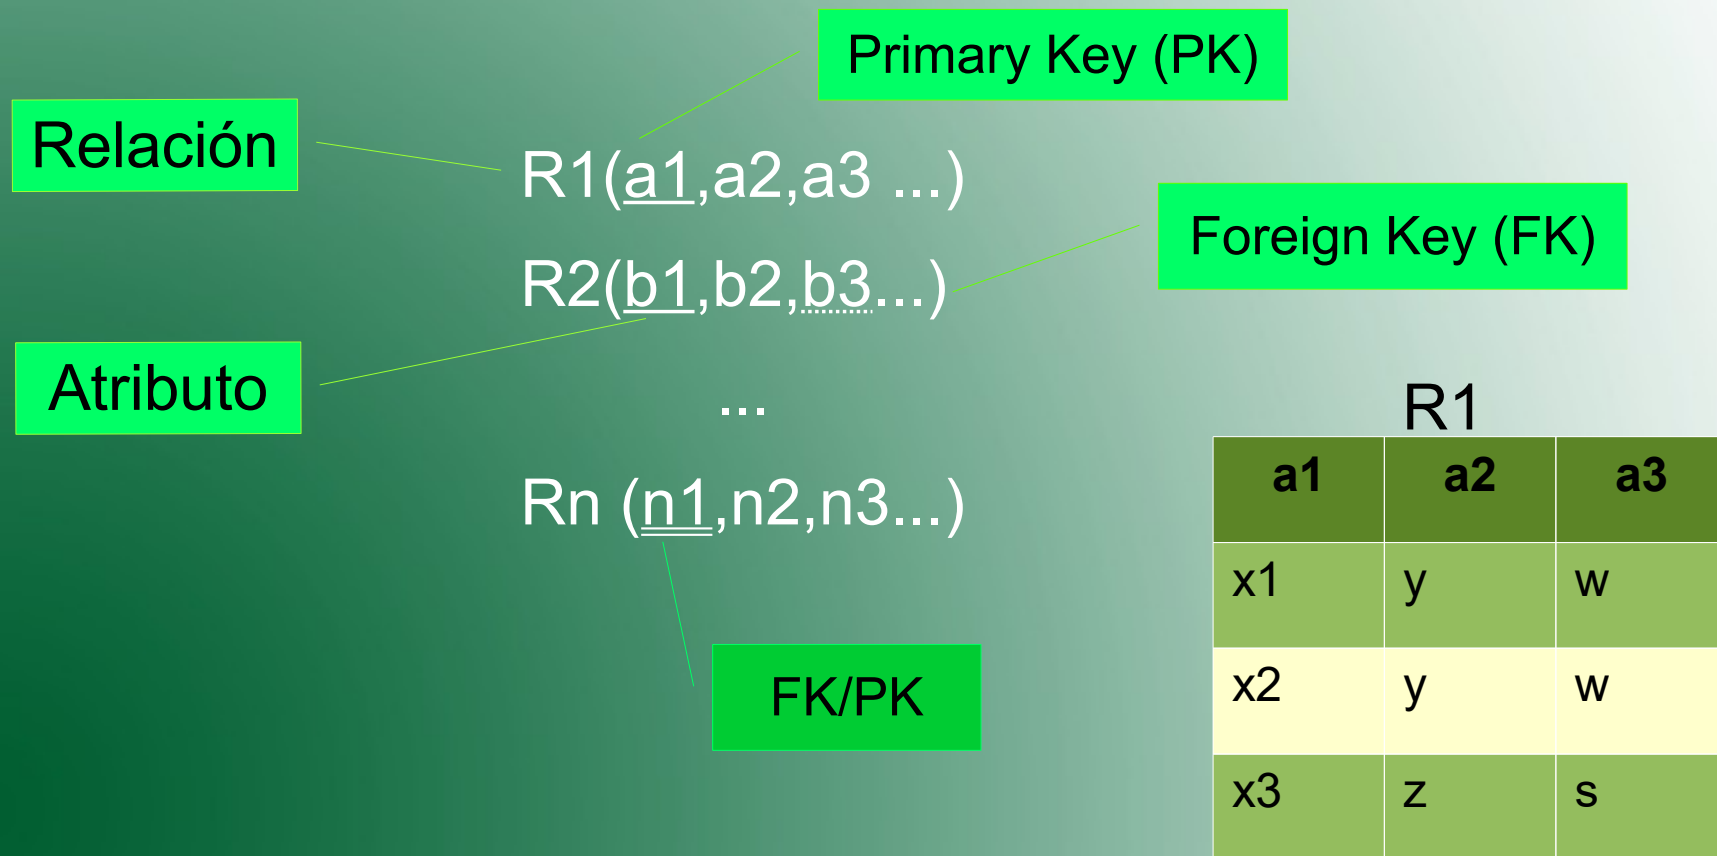 Primary Key (PK)
Relación
R1(a1,a2,a3 ...)
Foreign Key (FK)
R2(b1,b2,b3...)
Atributo
...
Rn (n1,n2,n3...)
FK/PK
R1
a1 a2 a3
x1 y w
x2 y w
x3 z s